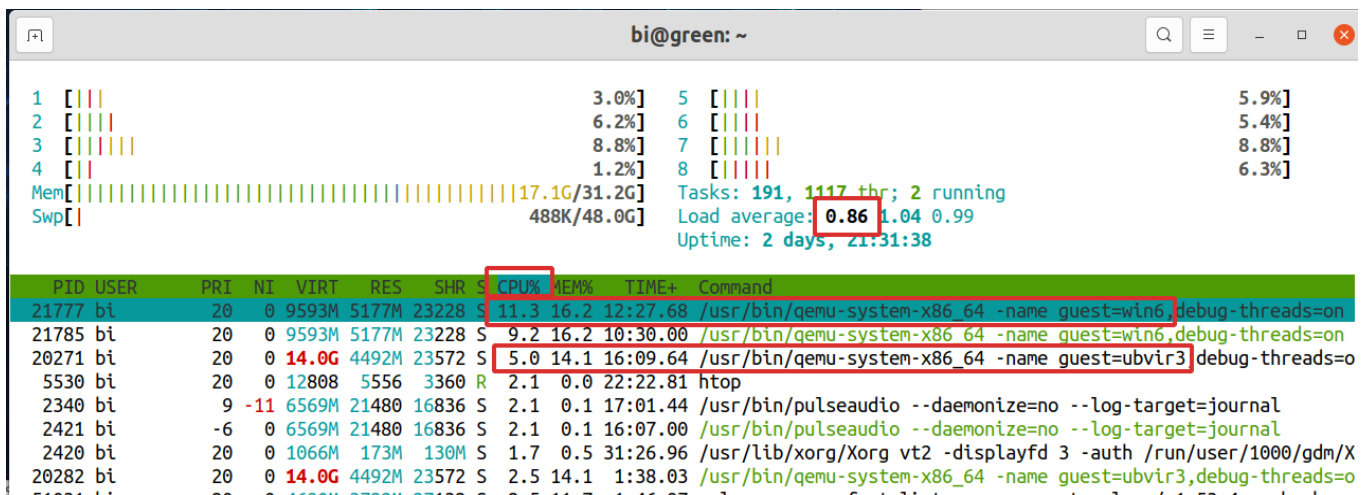 bi@green: ~
1 [||| 3.0%] 5 [|||| 5.9%]
2 [|||| 6.2%] 6 [|||| 5.4%]
3 [|||||| 8.8%] 7 [|||||| 8.8%]
4 [|| 1.2%] 8 [||||| 6.3%]
Mem[||||||||||||||||||||||||||||||||||||||||||17.1G/31.2G] Tasks: 191, 1117 thr; 2 running
Swp[| 488K/48.0G] Load average: 0.86 1.04 0.99
Uptime: 2 days, 21:31:38
PID USER PRI NI VIRT RES SHR S CPU% MEM% TIME+ Command
21777 bi 20 0 9593M 5177M 23228 S 11.3 16.2 12:27.68 /usr/bin/qemu-system-x86_64 -name guest=win6,debug-threads=on
21785 bi 20 0 9593M 5177M 23228 S 9.2 16.2 10:30.00 /usr/bin/qemu-system-x86_64 -name guest=win6,debug-threads=on
20271 bi 20 0 14.0G 4492M 23572 S 5.0 14.1 16:09.64 /usr/bin/qemu-system-x86_64 -name guest=ubvir3,debug-threads=o
5530 bi 20 0 12808 5556 3360 R 2.1 0.0 22:22.81 htop
2340 bi 9 -11 6569M 21480 16836 S 2.1 0.1 17:01.44 /usr/bin/pulseaudio --daemonize=no --log-target=journal
2421 bi -6 0 6569M 21480 16836 S 2.1 0.1 16:07.00 /usr/bin/pulseaudio --daemonize=no --log-target=journal
2420 bi 20 0 1066M 173M 130M S 1.7 0.5 31:26.96 /usr/lib/xorg/Xorg vt2 -displayfd 3 -auth /run/user/1000/gdm/X
20282 bi 20 0 14.0G 4492M 23572 S 2.5 14.1 1:38.03 /usr/bin/qemu-system-x86_64 -name guest=ubvir3,debug-threads=o